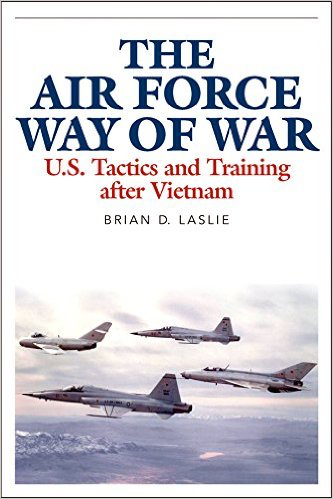 THE
AIR FORCE
WAY OF WAR
U.S. Tactics and Training
after Vietnam
BRIAN D. LASLIE